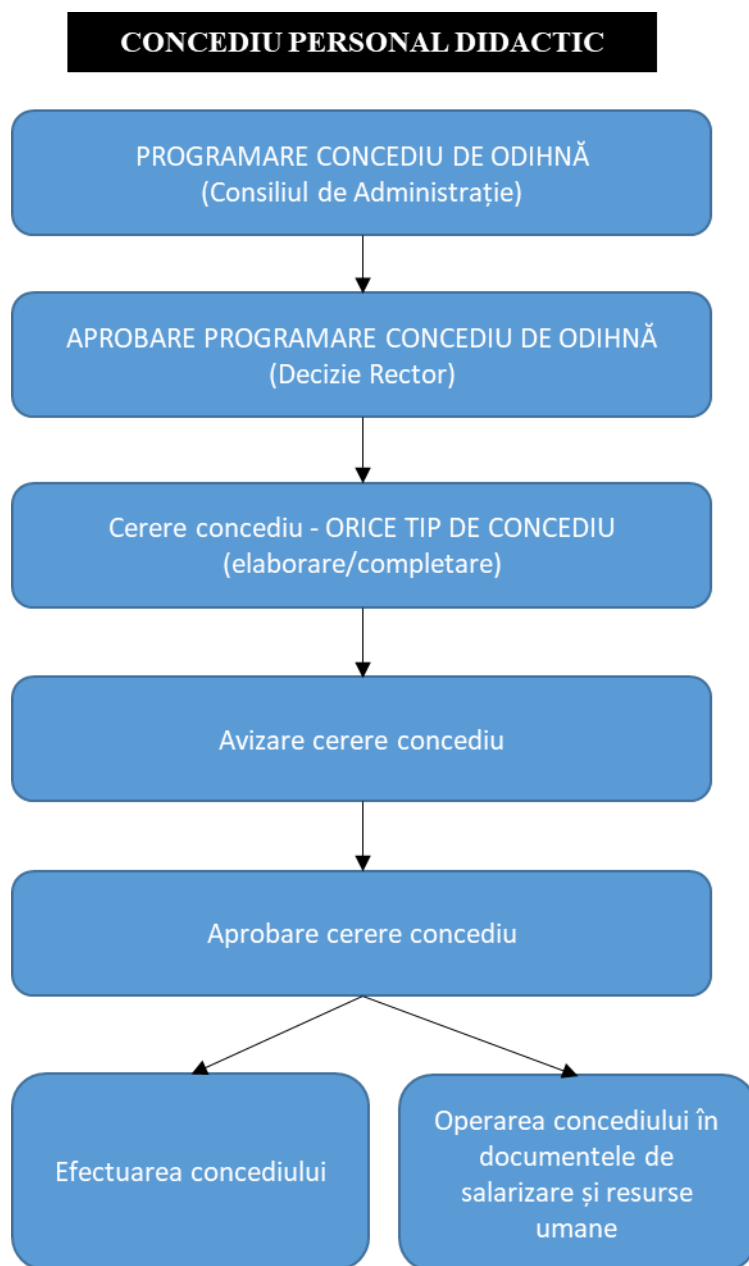 CONCEDIU PERSONAL DIDACTIC
PROGRAMARE CONCEDIU DE ODIHNĂ
(Consiliul de Administrație)
APROBARE PROGRAMARE CONCEDIU DE ODIHNĂ
(Decizie Rector)
Cerere concediu - ORICE TIP DE CONCEDIU
(elaborare/completare)
Avizare cerere concediu
Aprobare cerere concediu
Efectuarea concediului
Operarea concediului în
documentele de
salarizare și resurse
umane